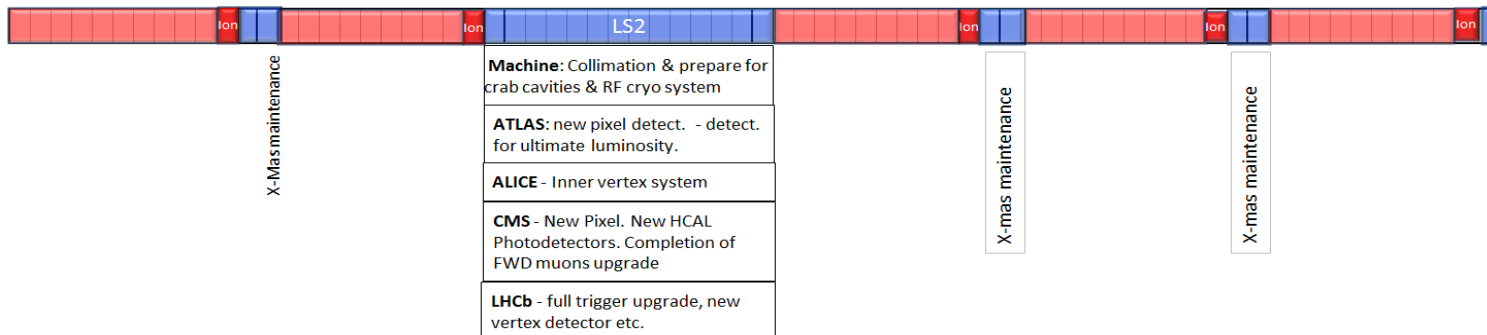 Ion
Ion
LS2
Ion
Ion
Ion
X-Mas maintenance
Machine: Collimation & prepare for
crab cavities & RF cryo system
ATLAS: new pixel detect. - detect.
for ultimate luminosity.
ALICE - Inner vertex system
CMS - New Pixel. New HCAL
Photodetectors. Completion of
FWD muons upgrade
LHCb - full trigger upgrade, new
vertex detector etc.
X-mas maintenance
X-mas maintenance